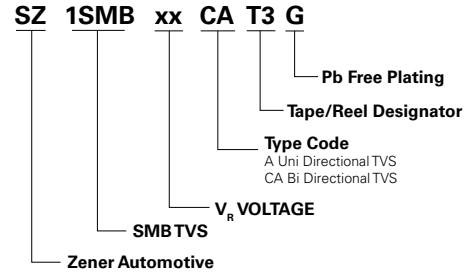 SZ 1SMB xx CA T3 G
Pb Free Plating
Tape/Reel Designator
Type Code
A Uni Directional TVS
CA Bi Directional TVS
VR VOLTAGE
SMB TVS
Zener Automotive